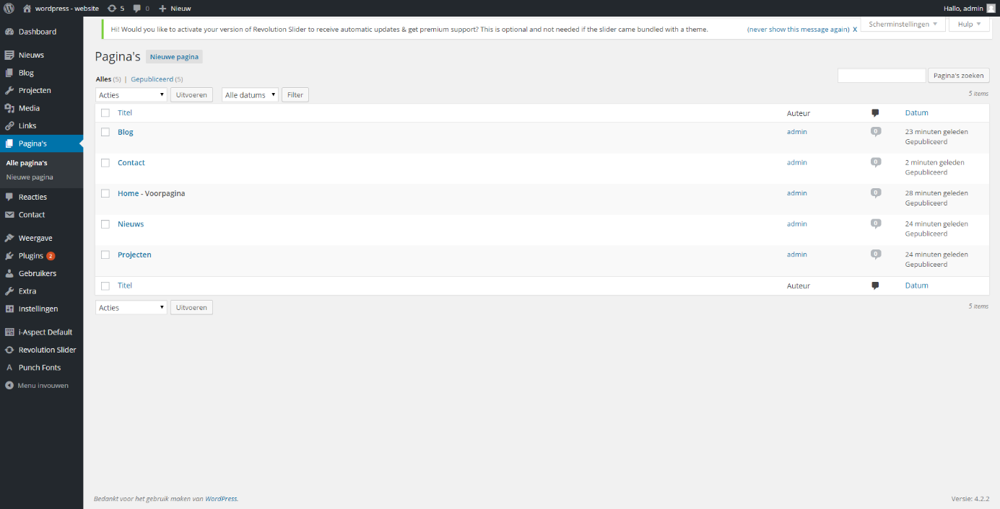 wordpress - website 5 0 Nieuw Hallo, admin
Dashboard
Nieuws
Blog
Projecten
Media
Links
Pagina's
Alle pagina's
Nieuwe pagina
Reacties
Contact
Weergave
Plugins 2
Gebruikers
Extra
Instellingen
i-Aspect Default
Revolution Slider
Punch Fonts
Menu invouwen
Hi! Would you like to activate your version of Revolution Slider to receive automatic updates & get premium support? This is optional and not needed if the slider came bundled with a theme. (never show this message again) X
Scherminstellingen Hulp
Pagina's Nieuwe pagina
Alles (5) | Gepubliceerd (5)
Pagina's zoeken
Acties Uitvoeren Alle datums Filter
5 items
Titel Auteur Datum
Blog admin 0 23 minuten geleden
Gepubliceerd
Contact admin 0 2 minuten geleden
Gepubliceerd
Home - Voorpagina admin 0 28 minuten geleden
Gepubliceerd
Nieuws admin 0 24 minuten geleden
Gepubliceerd
Projecten admin 0 24 minuten geleden
Gepubliceerd
Titel Auteur Datum
Acties Uitvoeren
5 items
Bedankt voor het gebruik maken van WordPress. Versie: 4.2.2